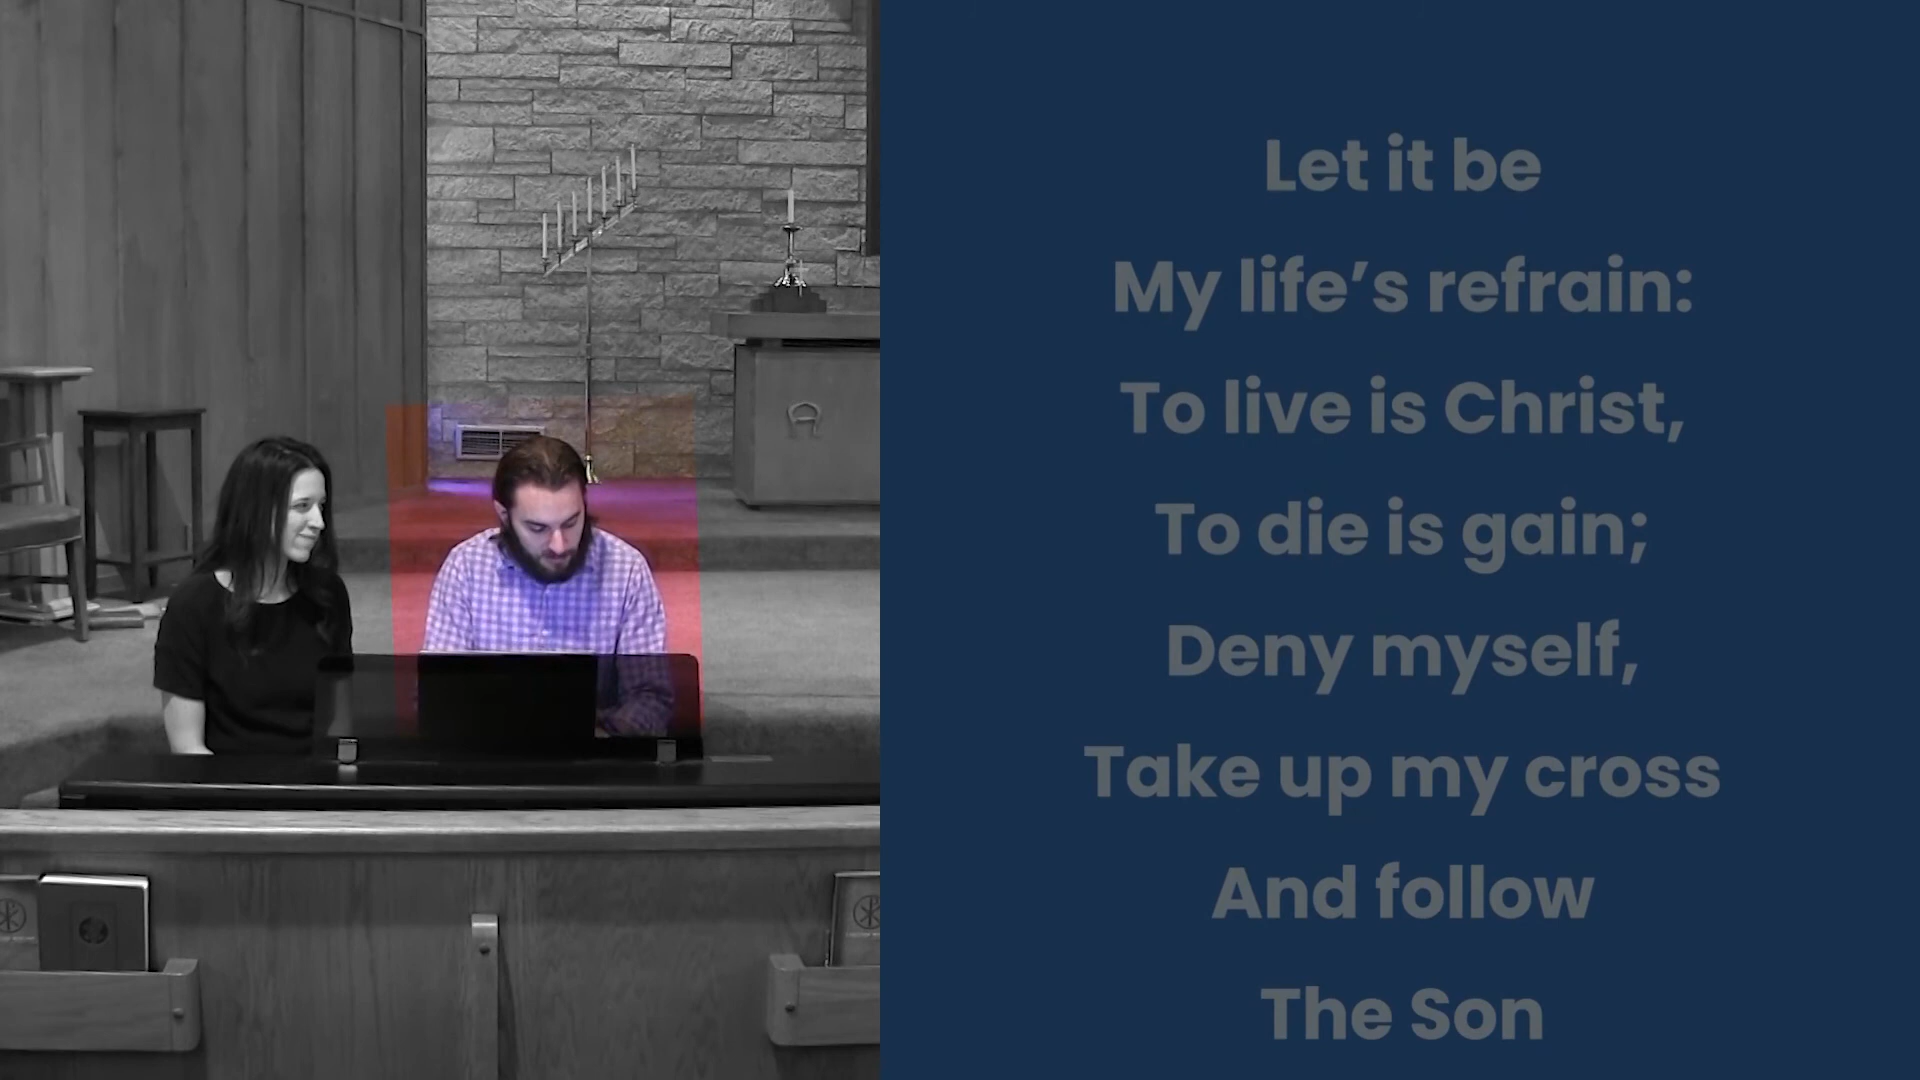 Let it be
My life’s refrain:
To live is Christ,
To die is gain;
Deny myself,
Take up my cross
And follow
The Son